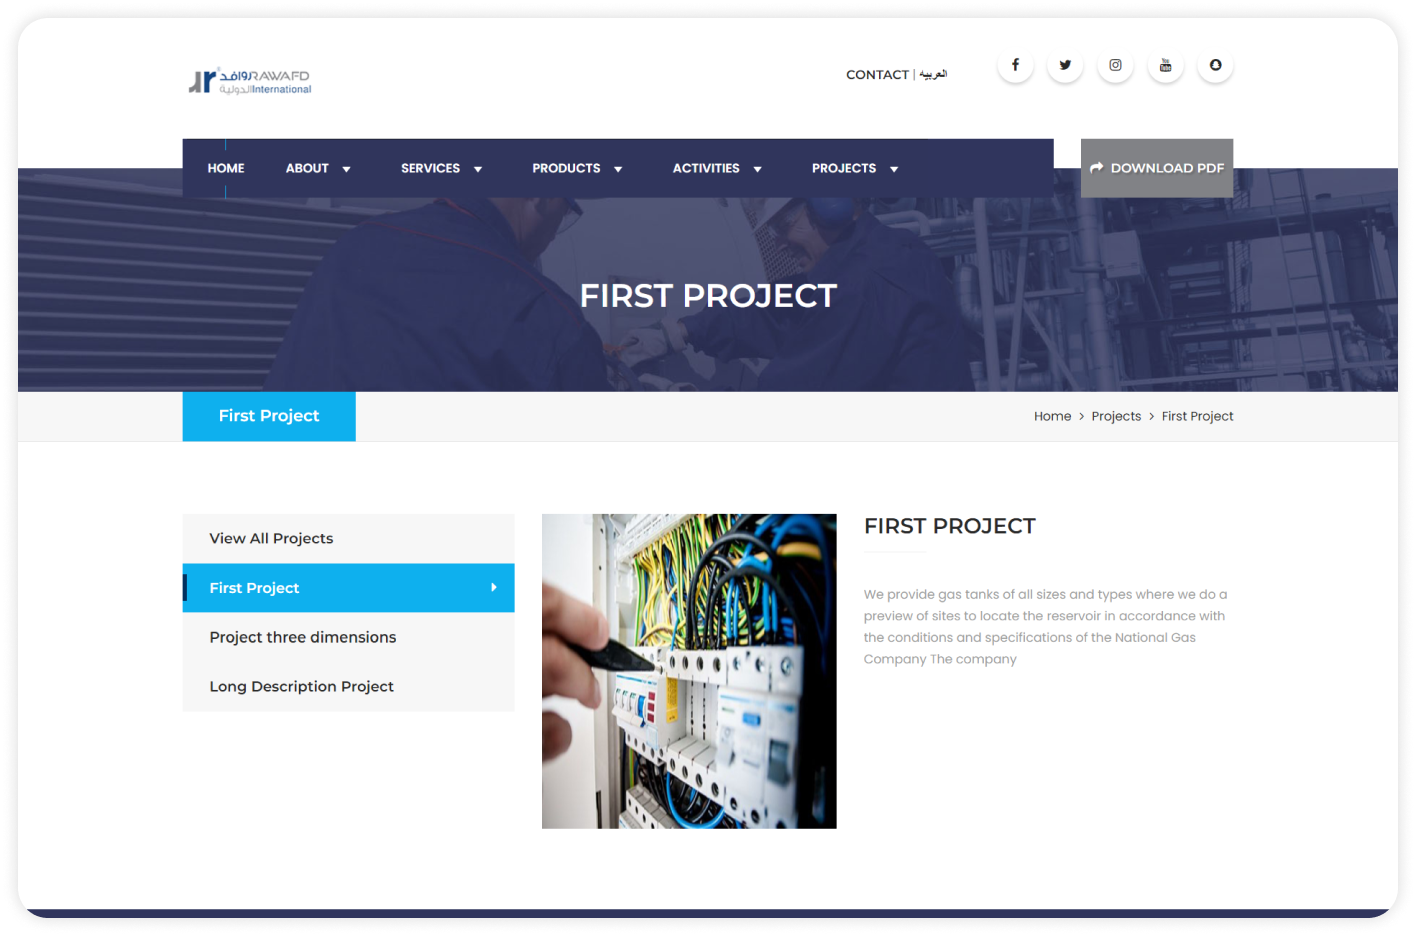 روافد RAWAFD
الدولية International
CONTACT | العربيه
HOME ABOUT SERVICES PRODUCTS ACTIVITIES PROJECTS
DOWNLOAD PDF
FIRST PROJECT
First Project
Home > Projects > First Project
View All Projects
First Project
Project three dimensions
Long Description Project
FIRST PROJECT
We provide gas tanks of all sizes and types where we do a
preview of sites to locate the reservoir in accordance with
the conditions and specifications of the National Gas
Company The company